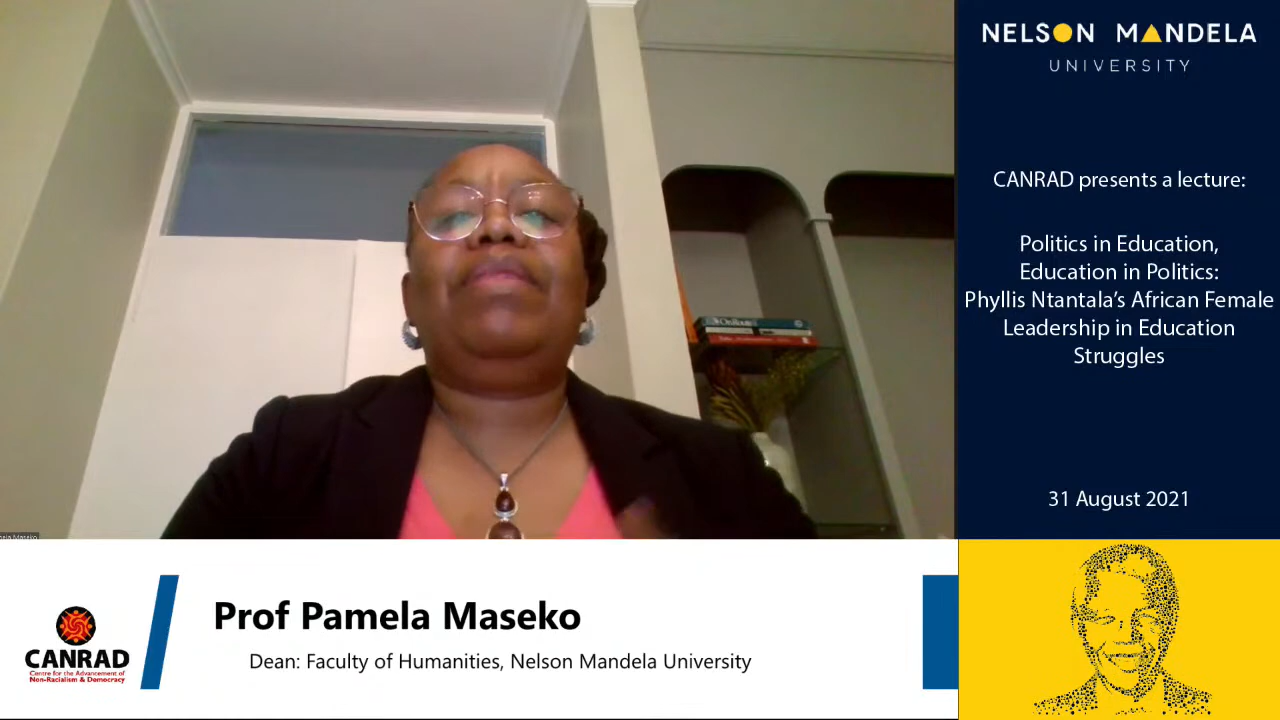 NELSON MANDELA
UNIVERSITY
CANRAD presents a lecture:
Politics in Education,
Education in Politics:
Phyllis Ntantala’s African Female
Leadership in Education
Struggles
31 August 2021
Maseko
Prof Pamela Maseko
Dean: Faculty of Humanities, Nelson Mandela University
CANRAD
Centre for the Advancement of
Non-Racialism & Democracy